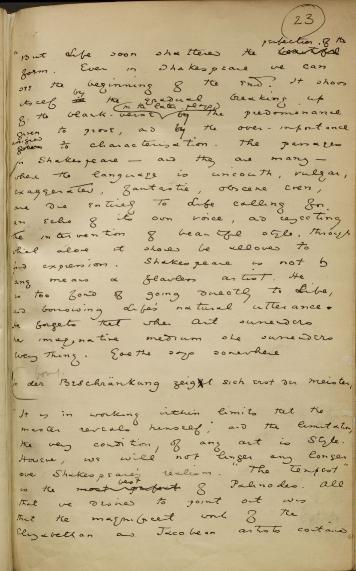 23
perfection of the
"But Life soon shattered the beautiful
form. Even in Shakespeare we can
see the beginning of the end. It shows
itself by the gradual breaking up
of the blank-verse (in the later plays) by the predominance
given to prose, and by the over-importance
assigned to characterisation. The passages
in Shakespeare – and they are many –
where the language is uncouth, vulgar,
exaggerated, fantastic, obscene even,
are due entirely to Life calling for
an echo of its own voice, and rejecting
the intervention of beautiful style, through
which alone it should be allowed to
find expression. Shakespeare is not by
any means a flawless artist. He
is too fond of going directly to Life,
and borrowing Life's natural utterance.
He forgets that when Art surrenders
her imaginative medium she surrenders
everything. Goethe says somewhere
In der Beschränkung zeigt sich erst der Meister,
It is in working within limits that the
master reveals himself: and the limitation,
the very condition, of any art is Style.
However, we will not linger any longer
over Shakespeare's realism. "The Tempest"
is the most perfect best of Palinodes. All
that we desired to point out was
that the magnificent work of the
Elizabethan and Jacobean artists contained